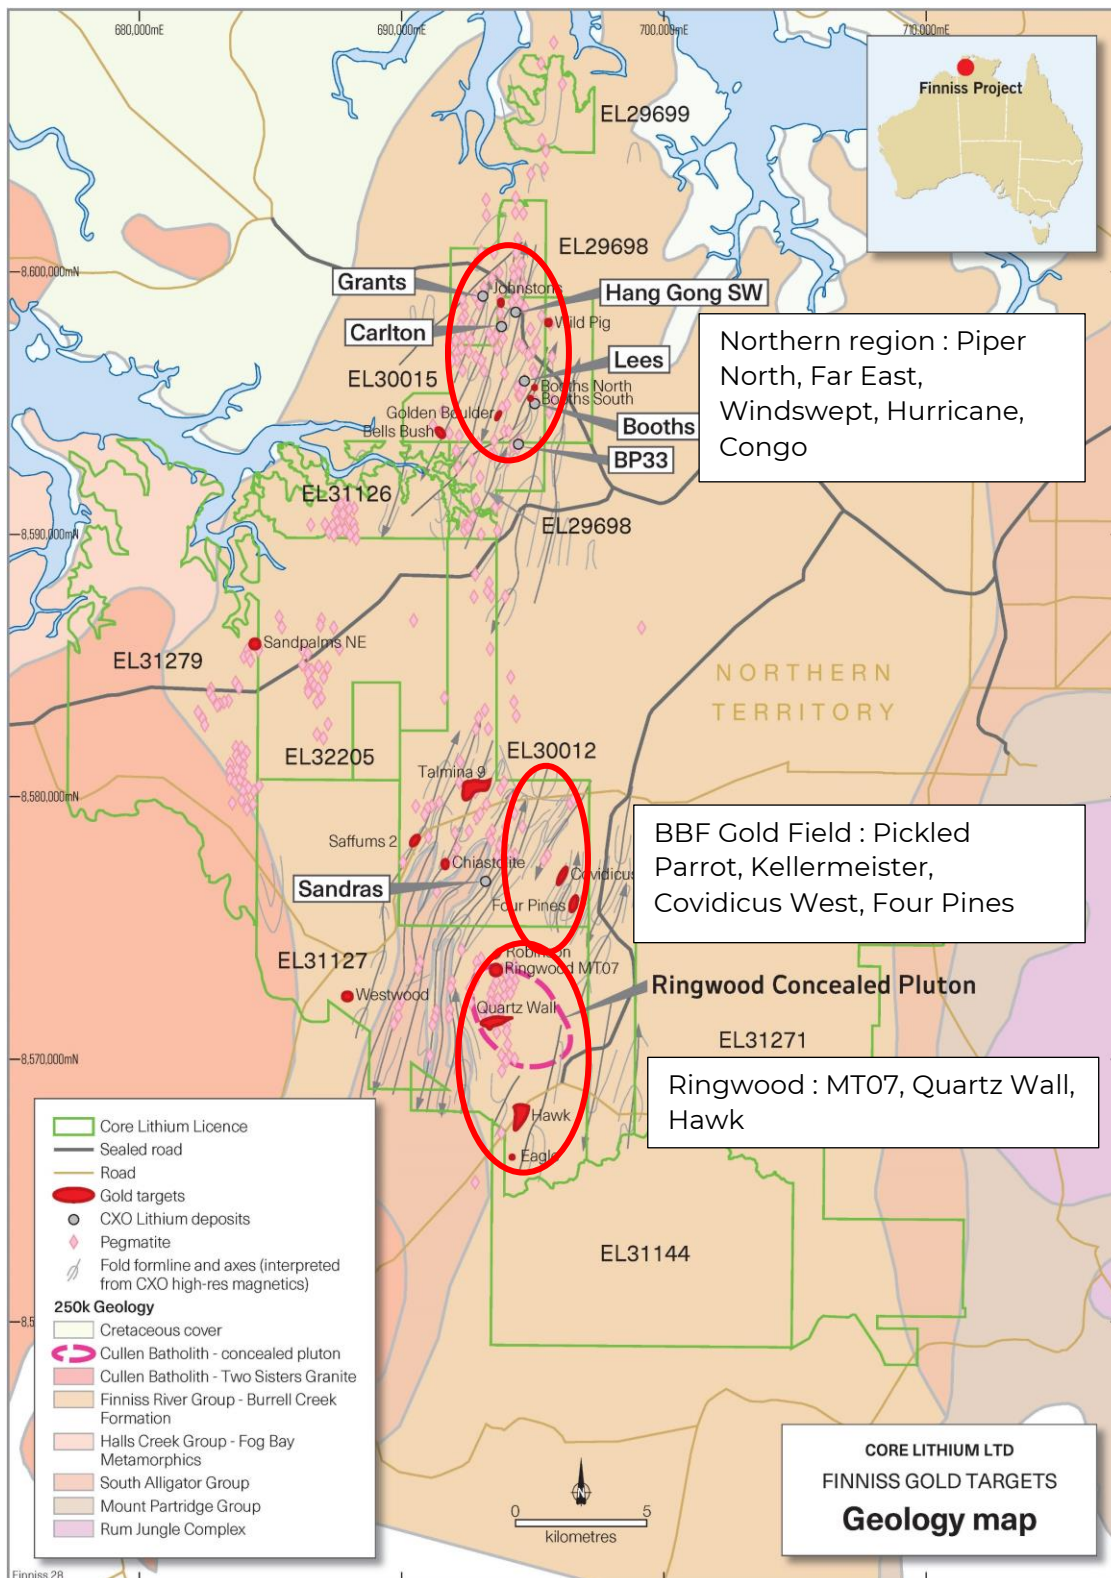 680,000mE
690,000mE
700,000mE
710,000mE
Finniss Project
EL29699
EL29698
8,600,000mN
Grants
Johnstons
Hang Gong SW
Carlton
Wild Pig
Northern region : Piper
North, Far East,
Windswept, Hurricane,
Congo
Lees
EL30015
Booths North
Booths South
Golden Boulder
Booths
Bells Bush
BP33
EL31126
EL29698
8,590,000mN
Sandpalms NE
EL31279
NORTHERN
TERRITORY
EL32205
EL30012
Talmina 9
8,580,000mN
BBF Gold Field : Pickled
Parrot, Kellermeister,
Covidicus West, Four Pines
Saffums 2
Chiastolite
Covidicus
Sandras
Four Pines
Robinson
EL31127
Ringwood MT07
Ringwood Concealed Pluton
Westwood
Quartz Wall
EL31271
8,570,000mN
Ringwood : MT07, Quartz Wall,
Hawk
Hawk
Eagle
EL31144
Core Lithium Licence
Sealed road
Road
Gold targets
CXO Lithium deposits
Pegmatite
Fold formline and axes (interpreted
from CXO high-res magnetics)
250k Geology
Cretaceous cover
Cullen Batholith - concealed pluton
Cullen Batholith - Two Sisters Granite
Finniss River Group - Burrell Creek
Formation
Halls Creek Group - Fog Bay
Metamorphics
South Alligator Group
Mount Partridge Group
Rum Jungle Complex
8,5
N
0 5
kilometres
CORE LITHIUM LTD
FINNISS GOLD TARGETS
Geology map
Finniss 28